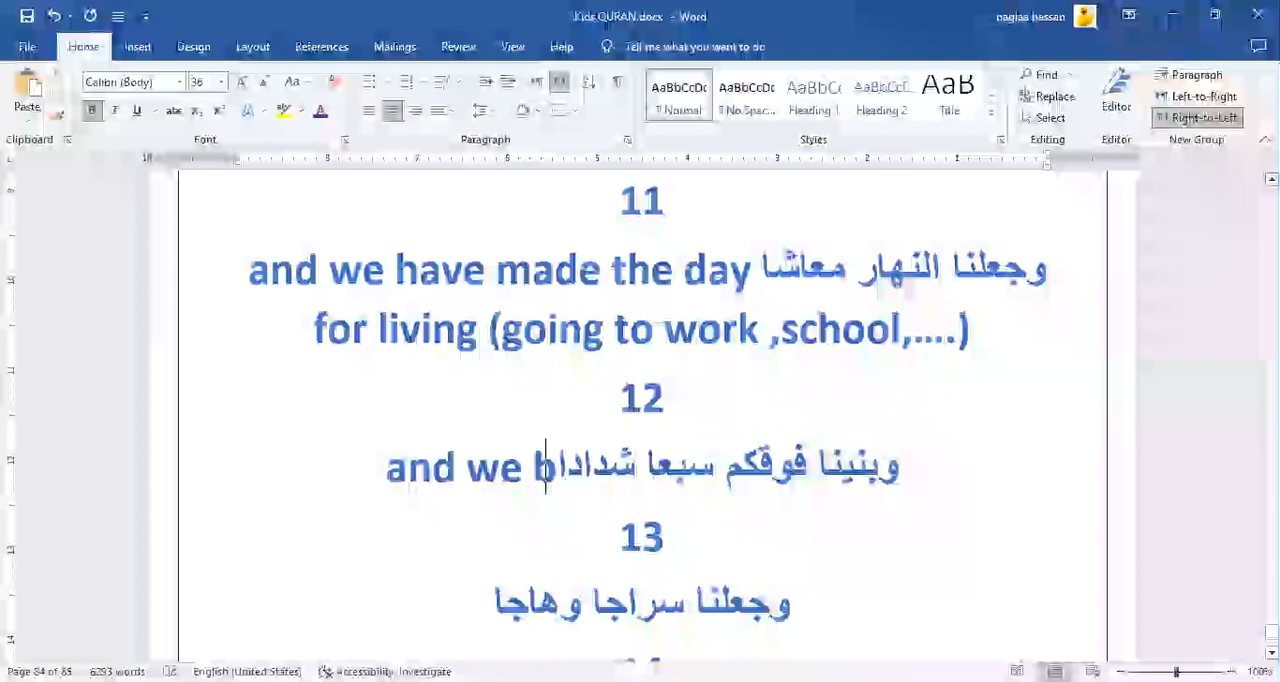 Kids QURAN.docx - Word
naglaa hassan
File Home Insert Design Layout References Mailings Review View Help Tell me what you want to do
Paste
Calibri (Body) 36
Aa
B I U abc x₂ x²
AaBbCcDc AaBbCcDc AaBbCc AaBbCcD AaB
¶ Normal ¶ No Spac... Heading 1 Heading 2 Title
Find
Replace
Select
Editor
Paragraph
Left-to-Right
Right-to-Left
Clipboard Font Paragraph Styles Editing Editor New Group
11
وجعلنا النهار معاشا and we have made the day
for living (going to work ,school,....)
12
وبنينا فوقكم سبعا شدادا and we b
13
وجعلنا سراجا وهاجا
Page 84 of 85 6293 words English (United States) Accessibility: Investigate 100%